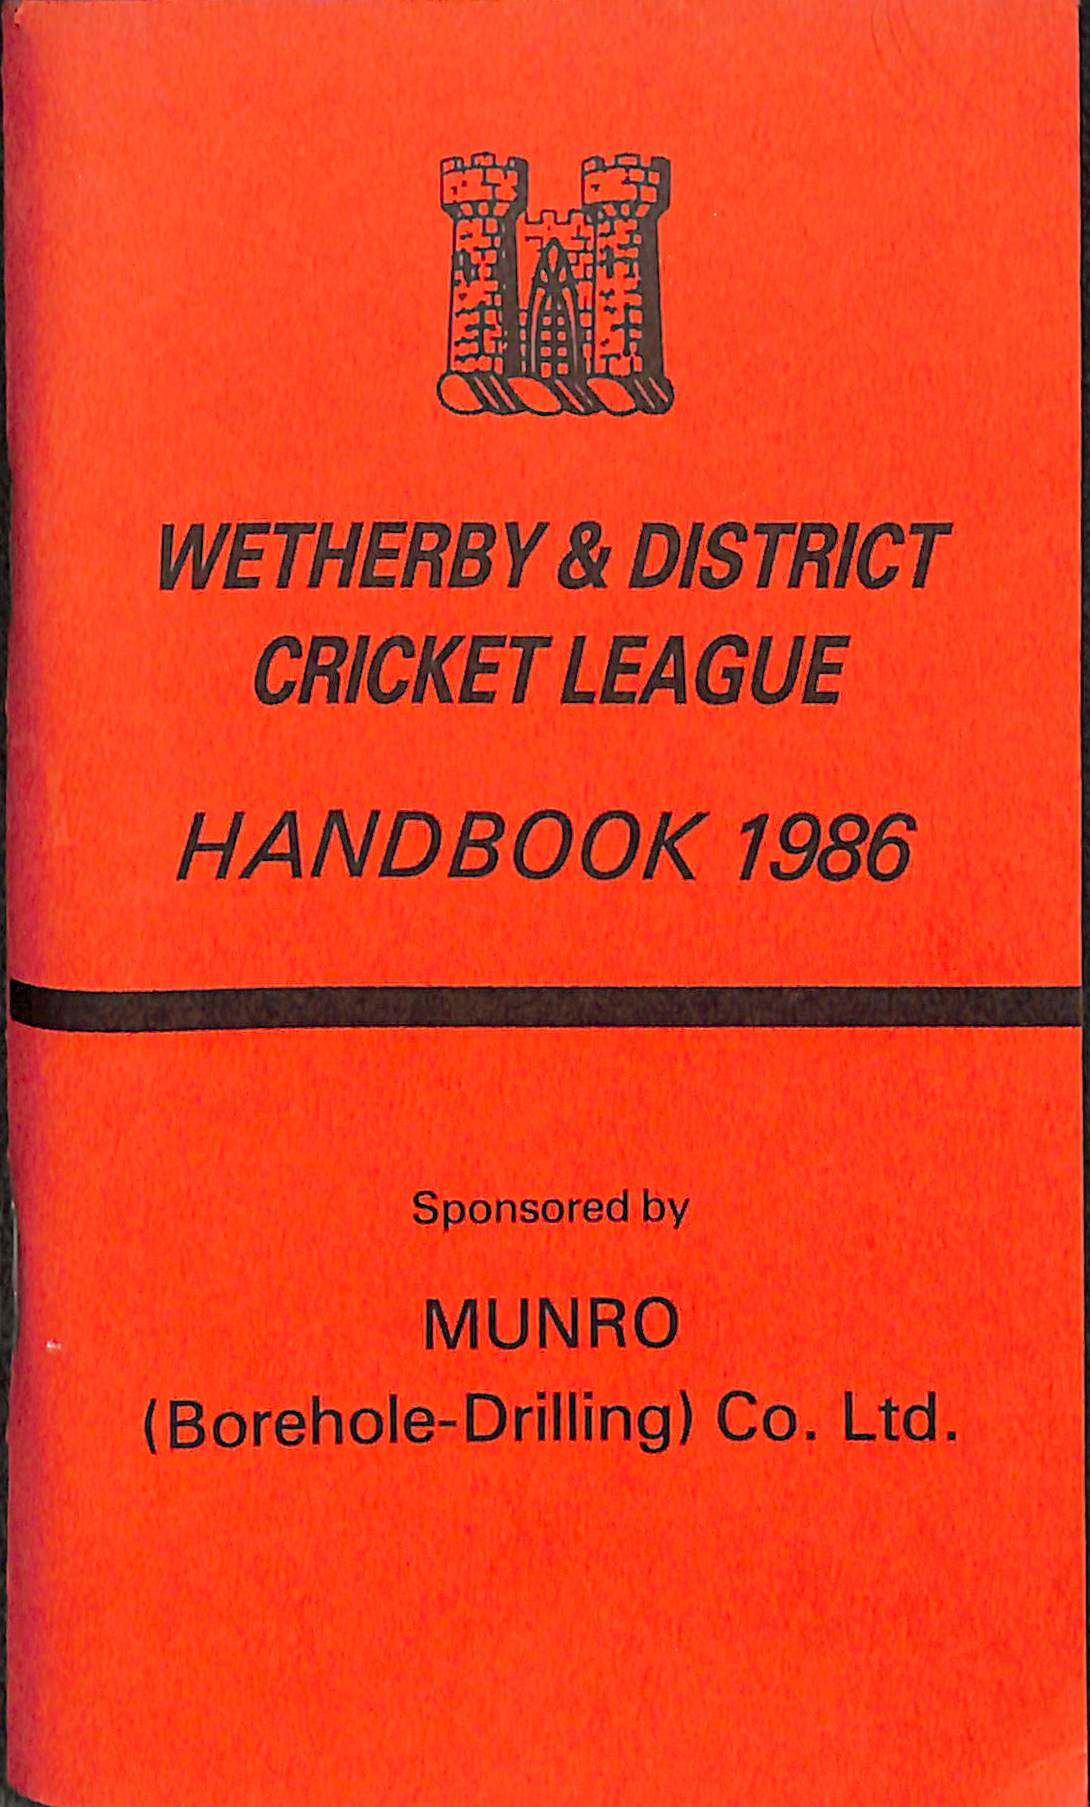 WETHERBY & DISTRICT
CRICKET LEAGUE
HANDBOOK 1986
Sponsored by
MUNRO
(Borehole-Drilling) Co. Ltd.